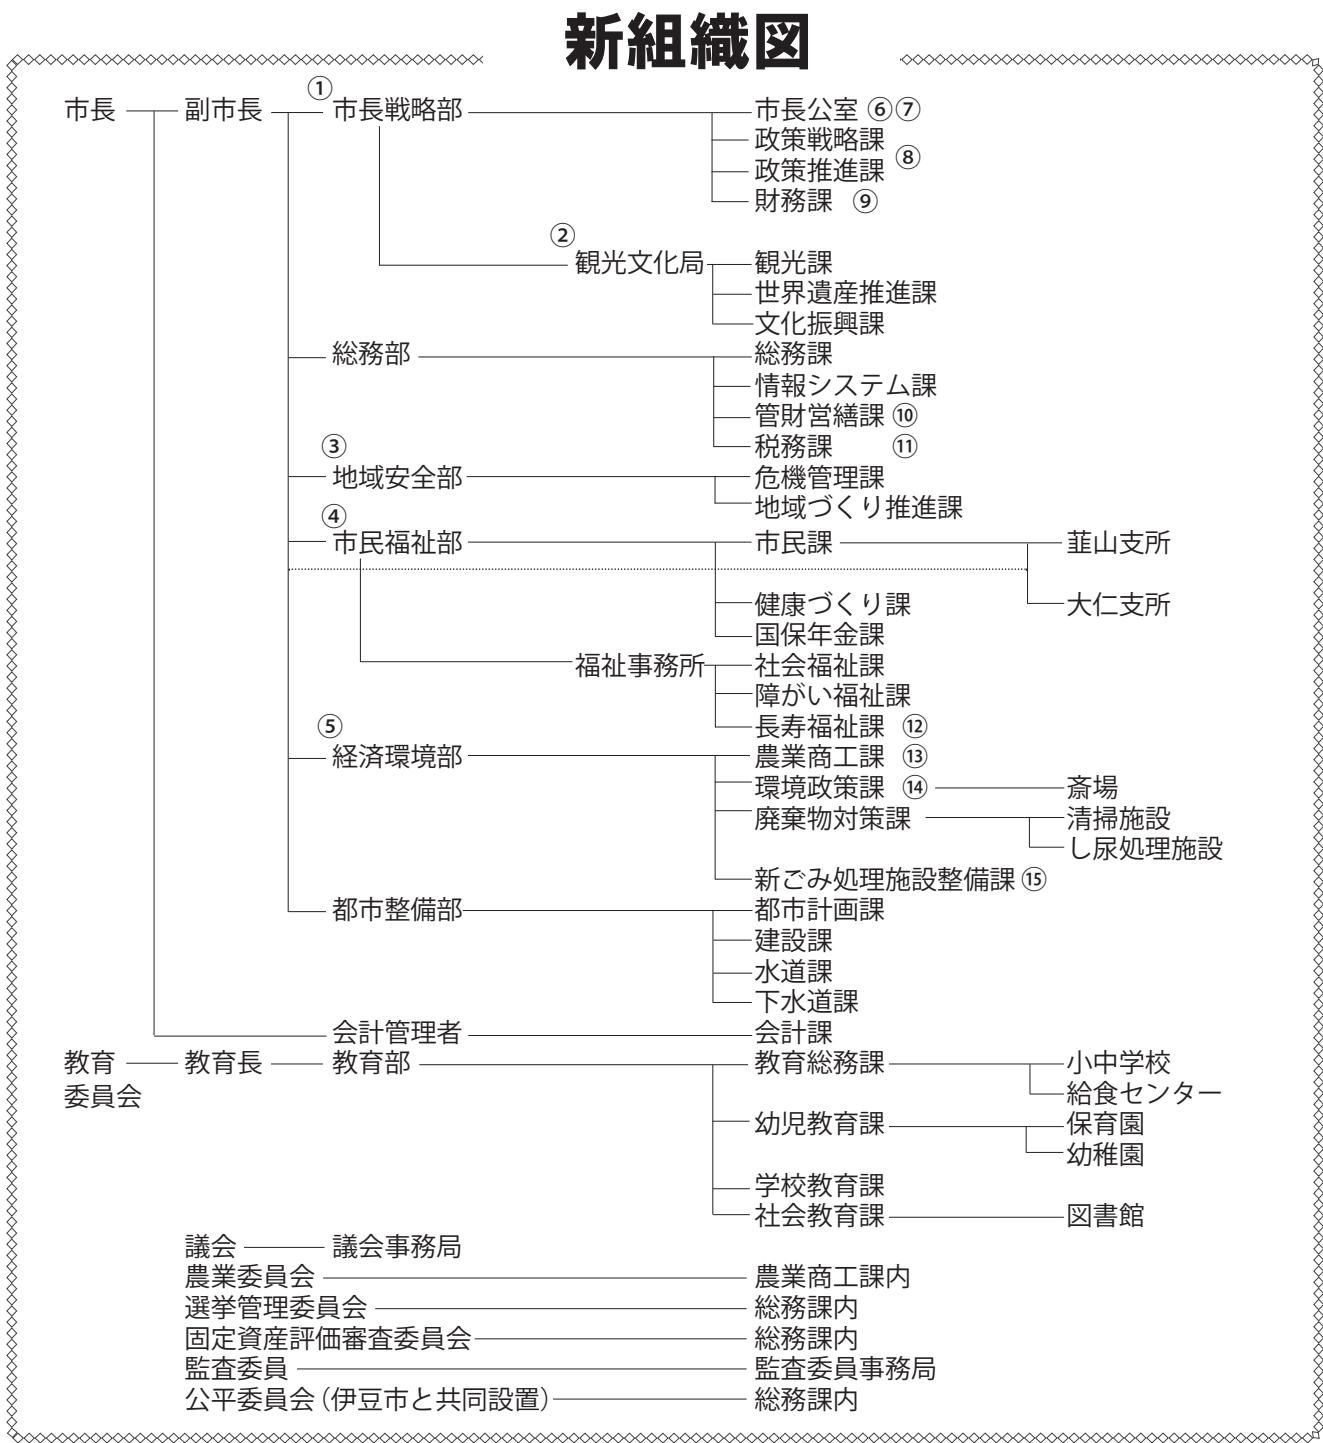 新組織図
①
市長 副市長 市長戦略部 市長公室 ⑥⑦
政策戦略課
⑧
政策推進課
財務課 ⑨
②
観光文化局 観光課
世界遺産推進課
文化振興課
総務部 総務課
情報システム課
管財営繕課 ⑩
税務課 ⑪
③
地域安全部 危機管理課
地域づくり推進課
④
市民福祉部 市民課 韮山支所
健康づくり課 大仁支所
国保年金課
福祉事務所 社会福祉課
障がい福祉課
長寿福祉課 ⑫
⑤
経済環境部 農業商工課 ⑬
環境政策課 ⑭ 斎場
廃棄物対策課 清掃施設
し尿処理施設
新ごみ処理施設整備課 ⑮
都市整備部 都市計画課
建設課
水道課
下水道課
会計管理者 会計課
教育 教育長 教育部 教育総務課 小中学校
委員会 給食センター
幼児教育課 保育園
幼稚園
学校教育課
社会教育課 図書館
議会 議会事務局
農業委員会 農業商工課内
選挙管理委員会 総務課内
固定資産評価審査委員会 総務課内
監査委員 監査委員事務局
公平委員会（伊豆市と共同設置） 総務課内